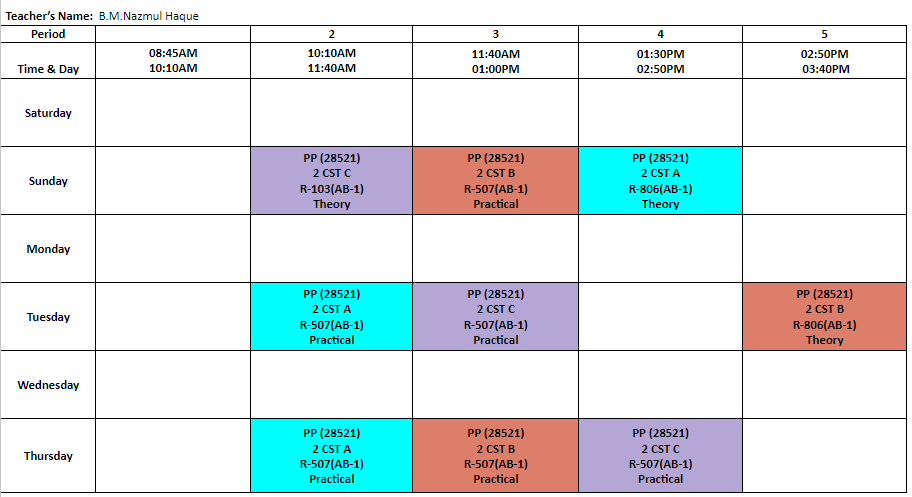 Teacher's Name: B.M.Nazmul Haque
Period 2 3 4 5
Time & Day
08:45AM
10:10AM
10:10AM
11:40AM
11:40AM
01:00PM
01:30PM
02:50PM
02:50PM
03:40PM
Saturday
Sunday
PP (28521)
2 CST C
R-103(AB-1)
Theory
PP (28521)
2 CST B
R-507(AB-1)
Practical
PP (28521)
2 CST A
R-806(AB-1)
Theory
Monday
Tuesday
PP (28521)
2 CST A
R-507(AB-1)
Practical
PP (28521)
2 CST C
R-507(AB-1)
Practical
PP (28521)
2 CST B
R-806(AB-1)
Theory
Wednesday
Thursday
PP (28521)
2 CST A
R-507(AB-1)
Practical
PP (28521)
2 CST B
R-507(AB-1)
Practical
PP (28521)
2 CST C
R-507(AB-1)
Practical